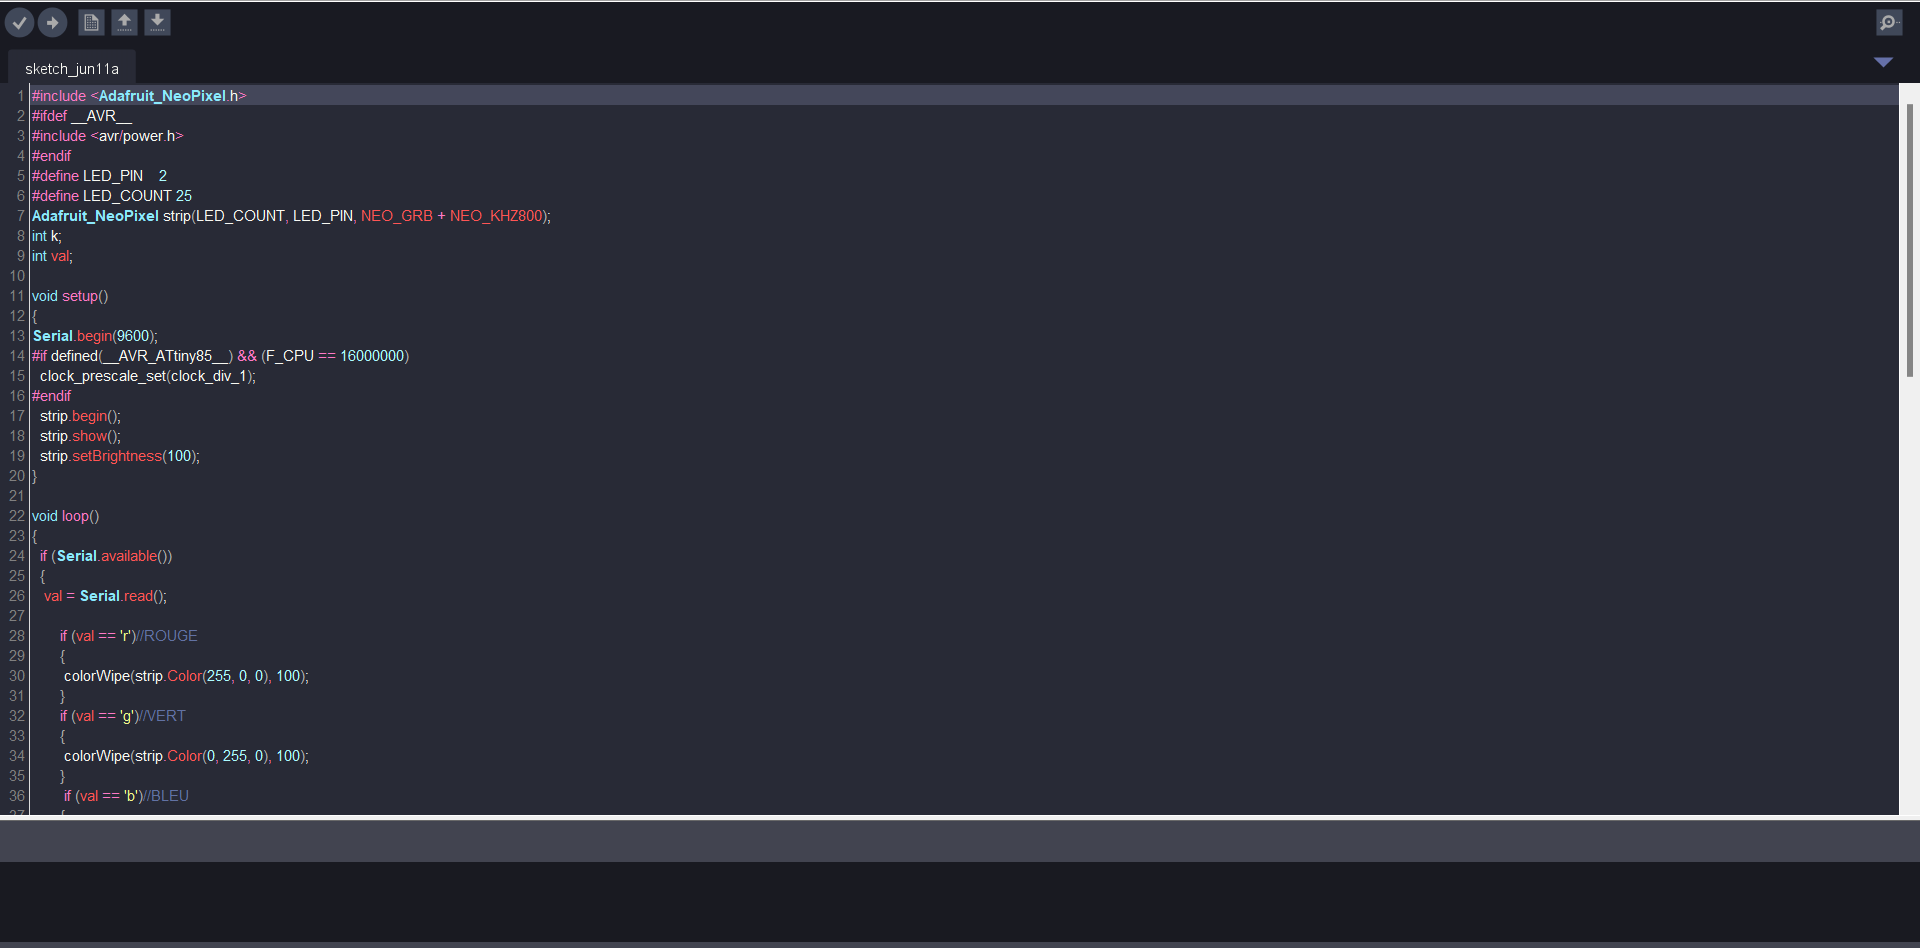 sketch_jun11a
1 #include <Adafruit_NeoPixel.h>
2 #ifdef __AVR__
3 #include <avr/power.h>
4 #endif
5 #define LED_PIN    2
6 #define LED_COUNT 25
7 Adafruit_NeoPixel strip(LED_COUNT, LED_PIN, NEO_GRB + NEO_KHZ800);
8 int k;
9 int val;
10
11 void setup()
12 {
13 Serial.begin(9600);
14 #if defined(__AVR_ATtiny85__) && (F_CPU == 16000000)
15   clock_prescale_set(clock_div_1);
16 #endif
17   strip.begin();
18   strip.show();
19   strip.setBrightness(100);
20 }
21
22 void loop()
23 {
24   if (Serial.available())
25   {
26    val = Serial.read();
27
28        if (val == 'r')//ROUGE
29        {
30         colorWipe(strip.Color(255, 0, 0), 100);
31        }
32        if (val == 'g')//VERT
33        {
34         colorWipe(strip.Color(0, 255, 0), 100);
35        }
36         if (val == 'b')//BLEU
37        {